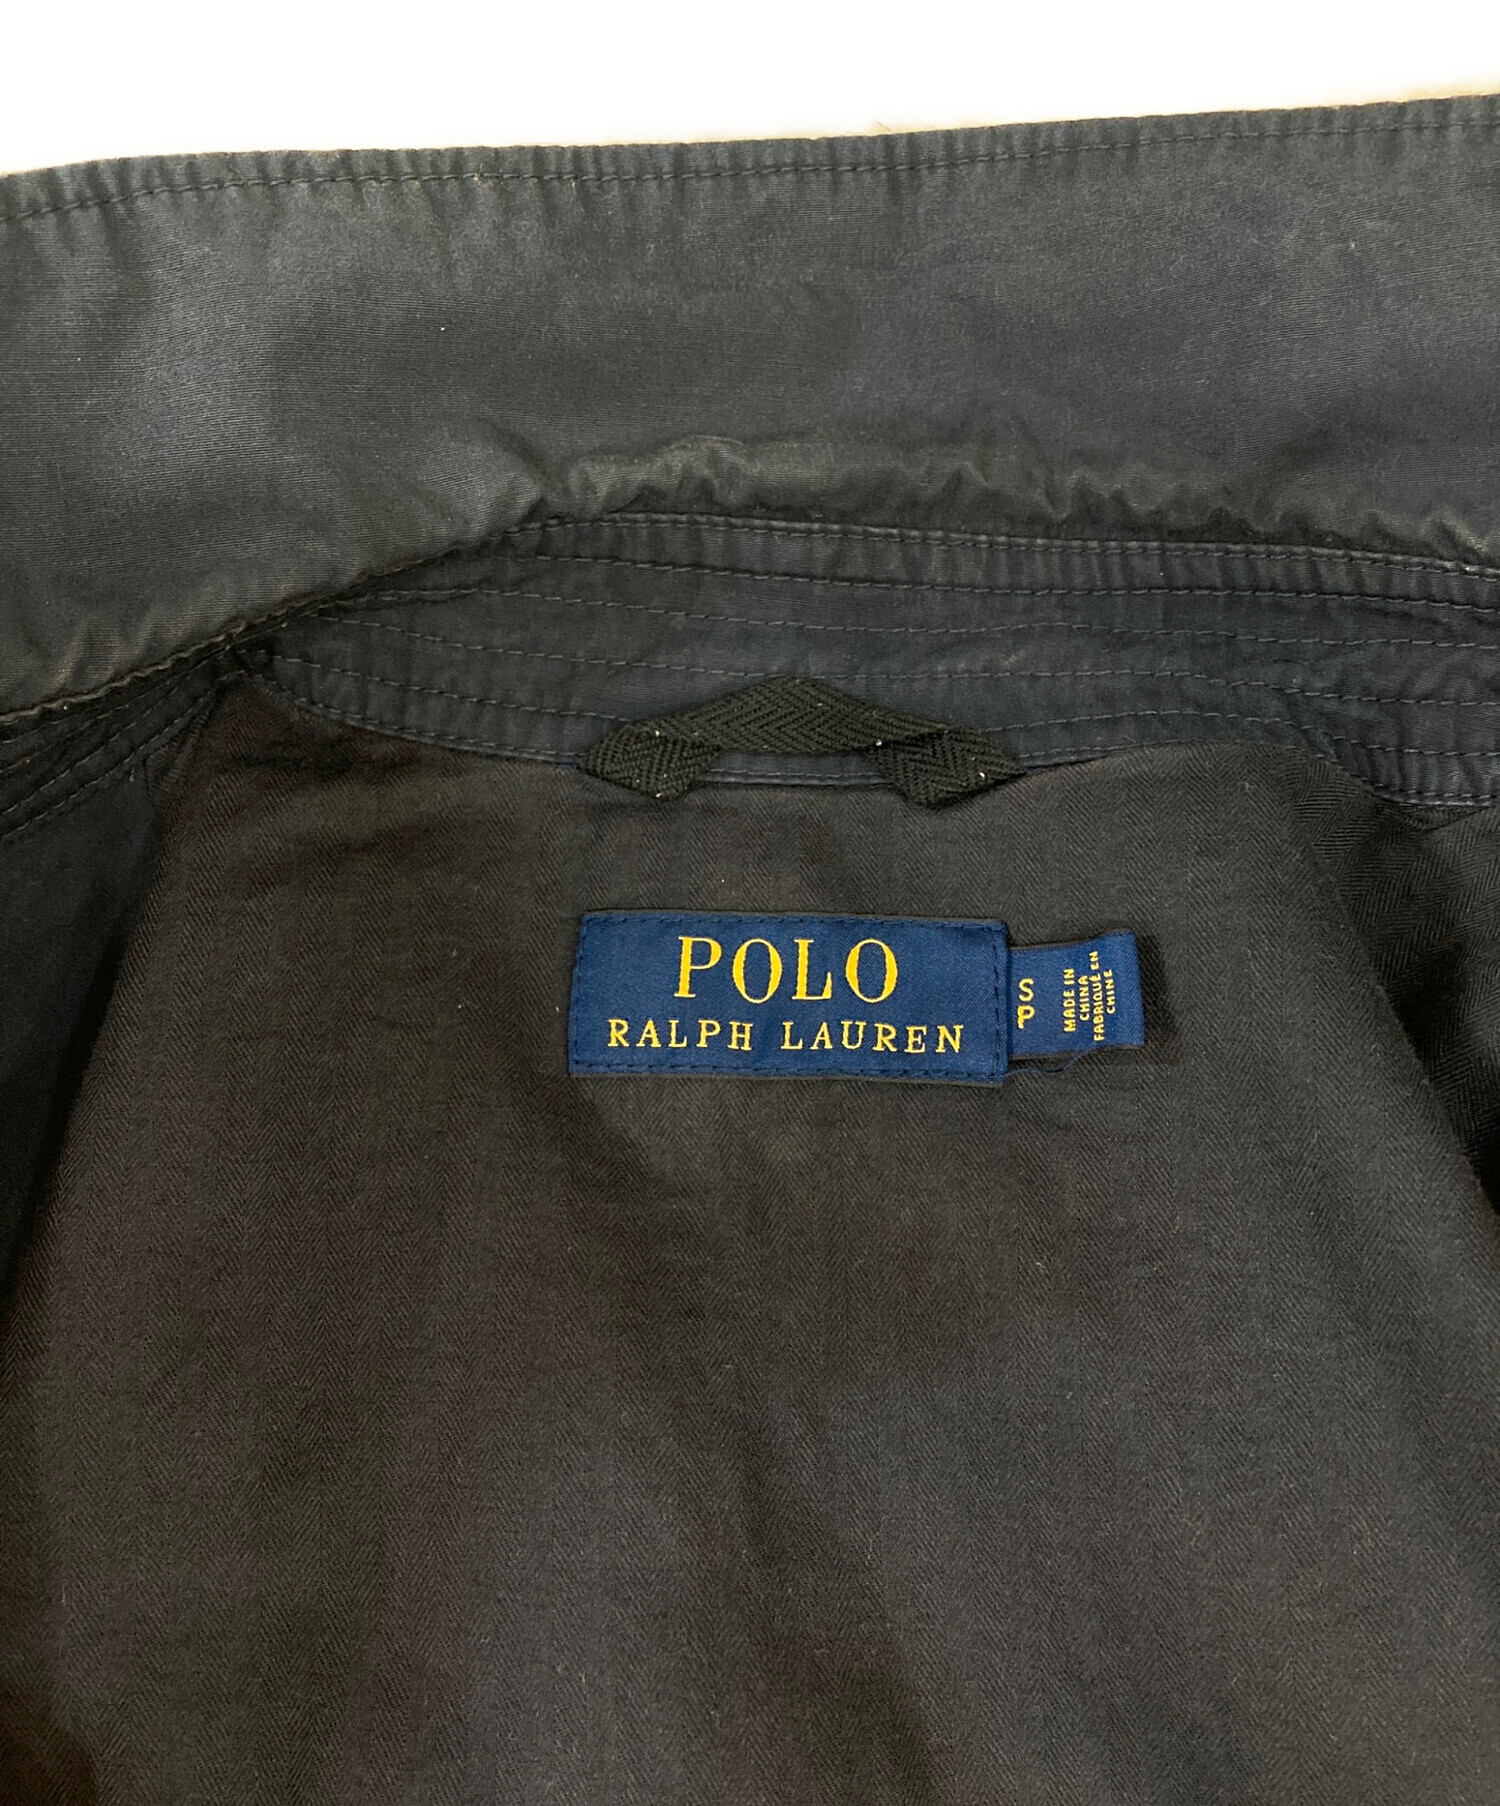 POLO
RALPH LAUREN
S
P
MADE IN
CHINA
FABRIQUÉ EN
CHINE